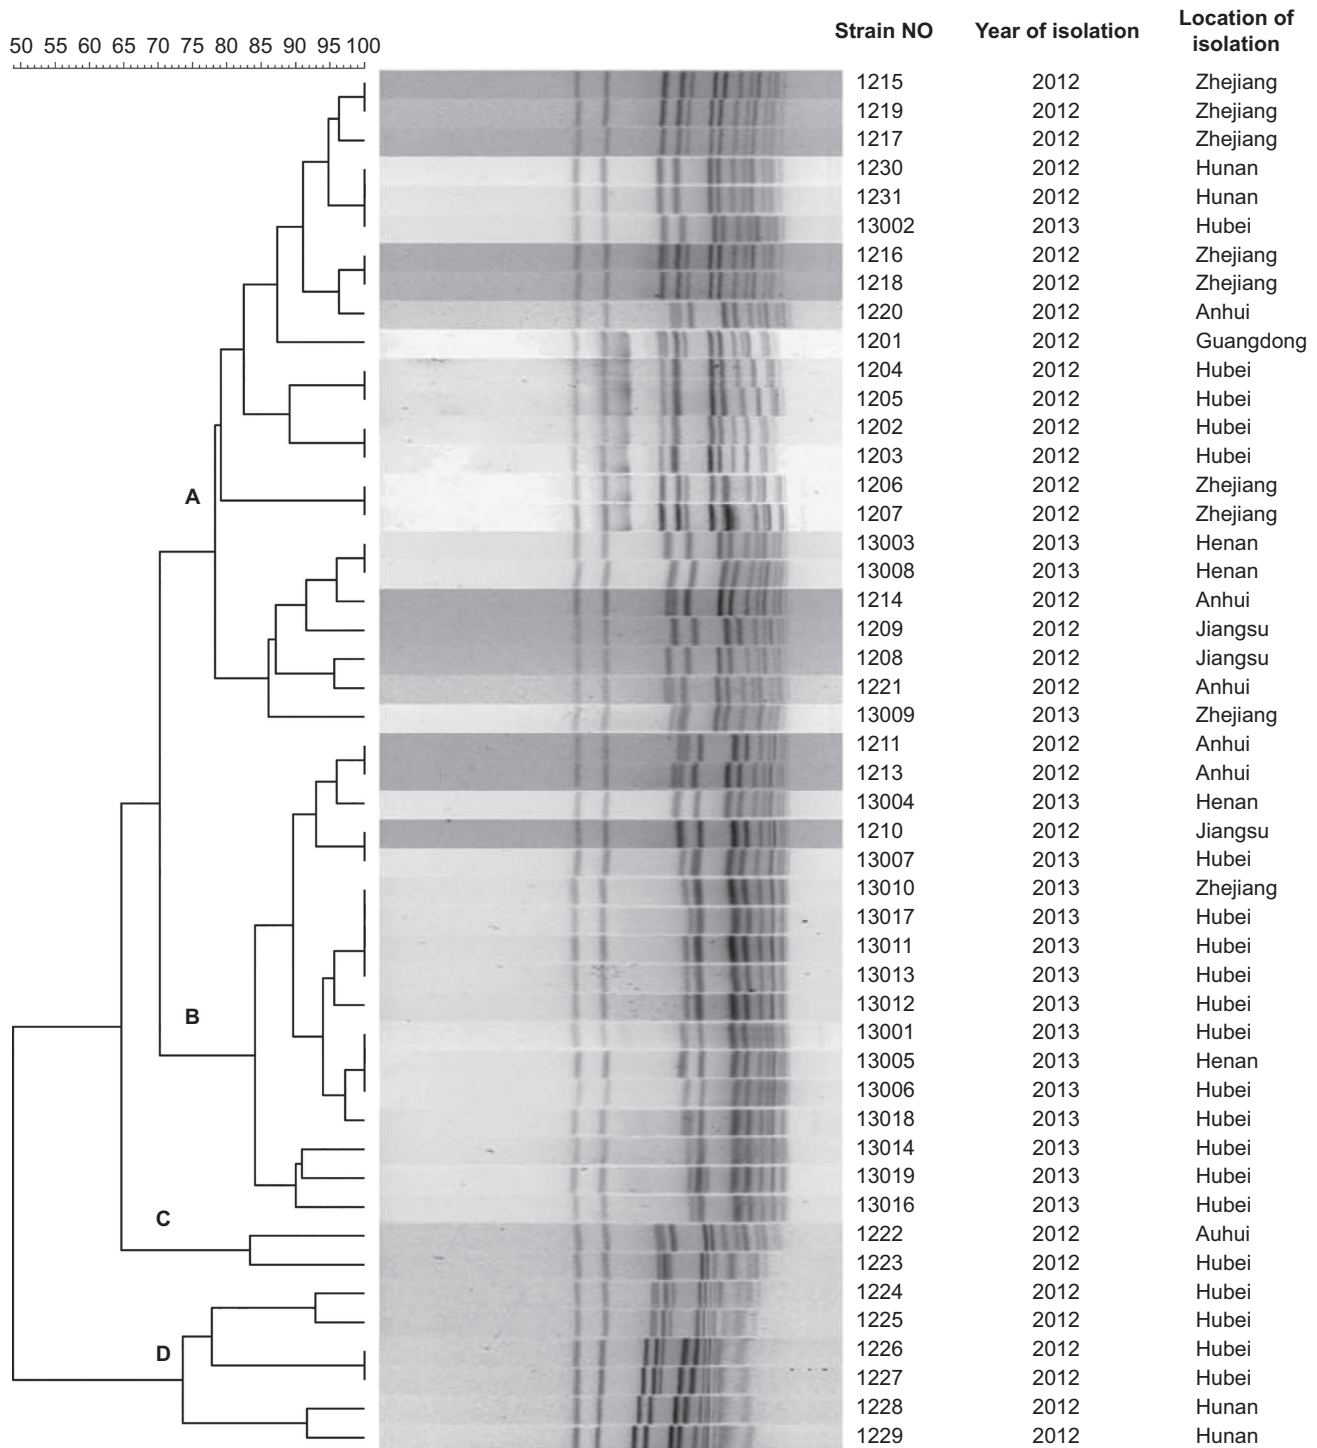 Strain NO Year of isolation Location of isolation
50 55 60 65 70 75 80 85 90 95 100
1215 2012 Zhejiang
1219 2012 Zhejiang
1217 2012 Zhejiang
1230 2012 Hunan
1231 2012 Hunan
13002 2013 Hubei
1216 2012 Zhejiang
1218 2012 Zhejiang
1220 2012 Anhui
1201 2012 Guangdong
1204 2012 Hubei
1205 2012 Hubei
1202 2012 Hubei
1203 2012 Hubei
1206 2012 Zhejiang
A
1207 2012 Zhejiang
13003 2013 Henan
13008 2013 Henan
1214 2012 Anhui
1209 2012 Jiangsu
1208 2012 Jiangsu
1221 2012 Anhui
13009 2013 Zhejiang
1211 2012 Anhui
1213 2012 Anhui
13004 2013 Henan
1210 2012 Jiangsu
13007 2013 Hubei
13010 2013 Zhejiang
13017 2013 Hubei
13011 2013 Hubei
13013 2013 Hubei
13012 2013 Hubei
B
13001 2013 Hubei
13005 2013 Henan
13006 2013 Hubei
13018 2013 Hubei
13014 2013 Hubei
13019 2013 Hubei
13016 2013 Hubei
C
1222 2012 Auhui
1223 2012 Hubei
1224 2012 Hubei
1225 2012 Hubei
1226 2012 Hubei
D
1227 2012 Hubei
1228 2012 Hunan
1229 2012 Hunan